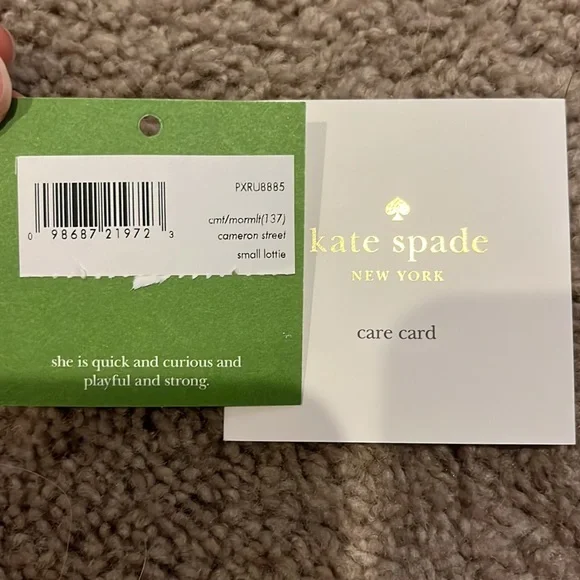 PXRU8885
cmt/mormlt(137)
cameron street
small lottie
0 98687 21972 3
she is quick and curious and
playful and strong.
kate spade
NEW YORK
care card